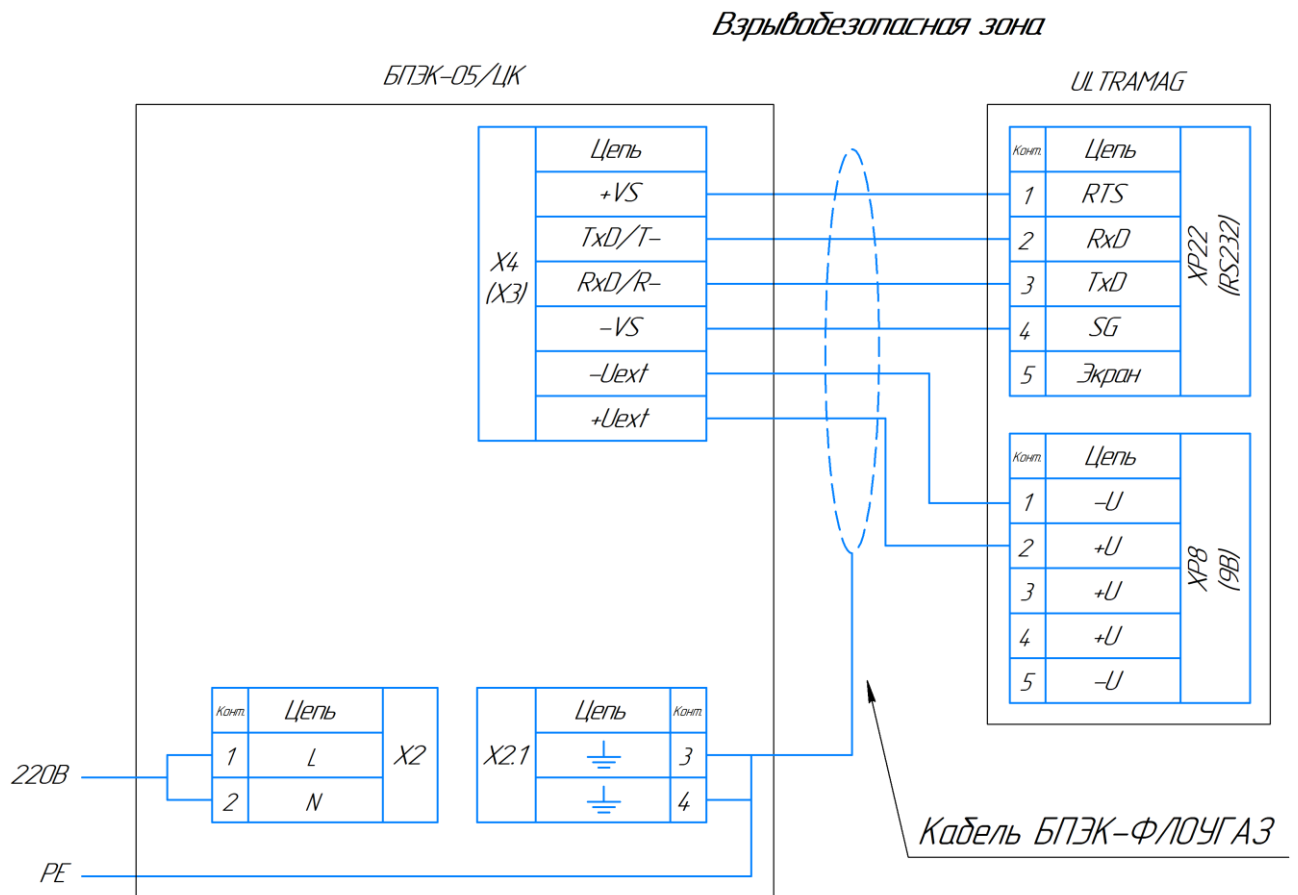 Взрывобезопасная зона
БПЭК-05/ЦК
ULTRAMAG
X4
(X3)
Цепь
+VS
TxD/T-
RxD/R-
-VS
-Uext
+Uext
Конт. Цепь
1 RTS
2 RxD
3 TxD
4 SG
5 Экран
XP22
(RS232)
Конт. Цепь
1 -U
2 +U
3 +U
4 +U
5 -U
XP8
(9В)
220В
PE
Конт. Цепь
1 L
2 N
X2
X2.1
Цепь Конт.
3
4
Кабель БПЭК-ФЛОУГАЗ